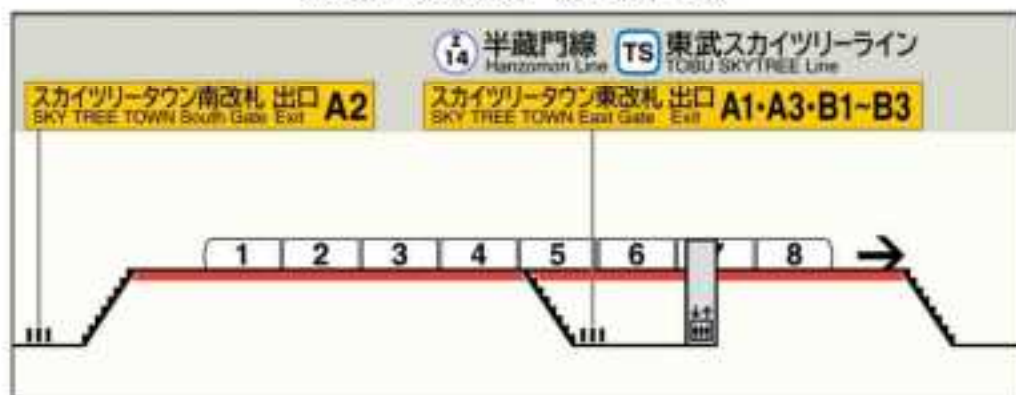 Z 14 半蔵門線 TS 東武スカイツリーライン
Hanzomon Line TOBU SKYTREE Line
スカイツリータウン南改札 出口 A2
SKY TREE TOWN South Gate Exit
スカイツリータウン東改札 出口 A1・A3・B1~B3
SKY TREE TOWN East Gate Exit
1 2 3 4 5 6 7 8 →